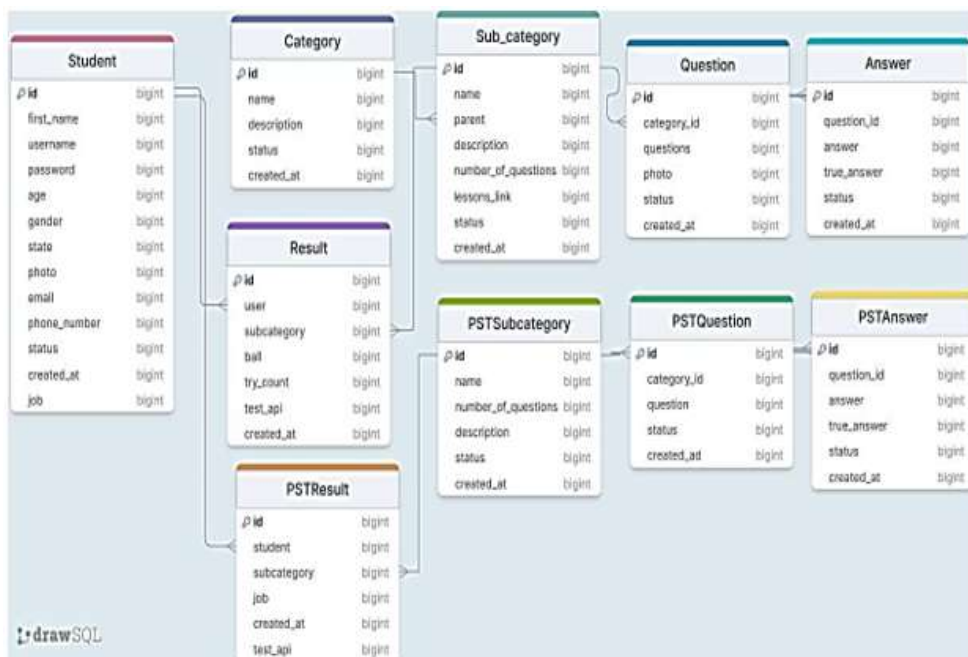 Student
id bigint
first_name bigint
username bigint
password bigint
age bigint
gender bigint
state bigint
photo bigint
email bigint
phone_number bigint
status bigint
created_at bigint
job bigint
Category
id bigint
name bigint
description bigint
status bigint
created_at bigint
Sub_category
id bigint
name bigint
parent bigint
description bigint
number_of_questions bigint
lessons_link bigint
status bigint
created_at bigint
Question
id bigint
category_id bigint
questions bigint
photo bigint
status bigint
created_at bigint
Answer
id bigint
question_id bigint
answer bigint
true_answer bigint
status bigint
created_at bigint
Result
id bigint
user bigint
subcategory bigint
ball bigint
try_count bigint
test_api bigint
created_at bigint
PSTSubcategory
id bigint
name bigint
number_of_questions bigint
description bigint
status bigint
created_at bigint
PSTQuestion
id bigint
category_id bigint
question bigint
status bigint
created_ad bigint
PSTAnswer
id bigint
question_id bigint
answer bigint
true_answer bigint
status bigint
created_at bigint
PSTResult
id bigint
student bigint
subcategory bigint
job bigint
created_at bigint
test_api bigint
drawSQL